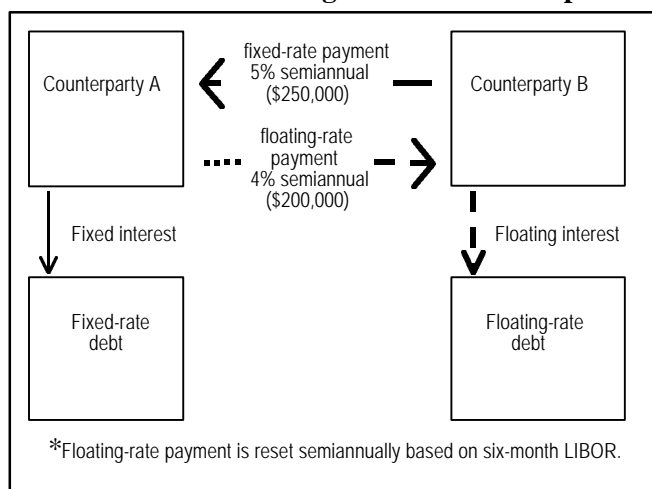 fixed-rate payment
5% semiannual
($250,000)
Counterparty A
Counterparty B
floating-rate
payment
4% semiannual
($200,000)
Fixed interest
Floating interest
Fixed-rate
debt
Floating-rate
debt
*Floating-rate payment is reset semiannually based on six-month LIBOR.